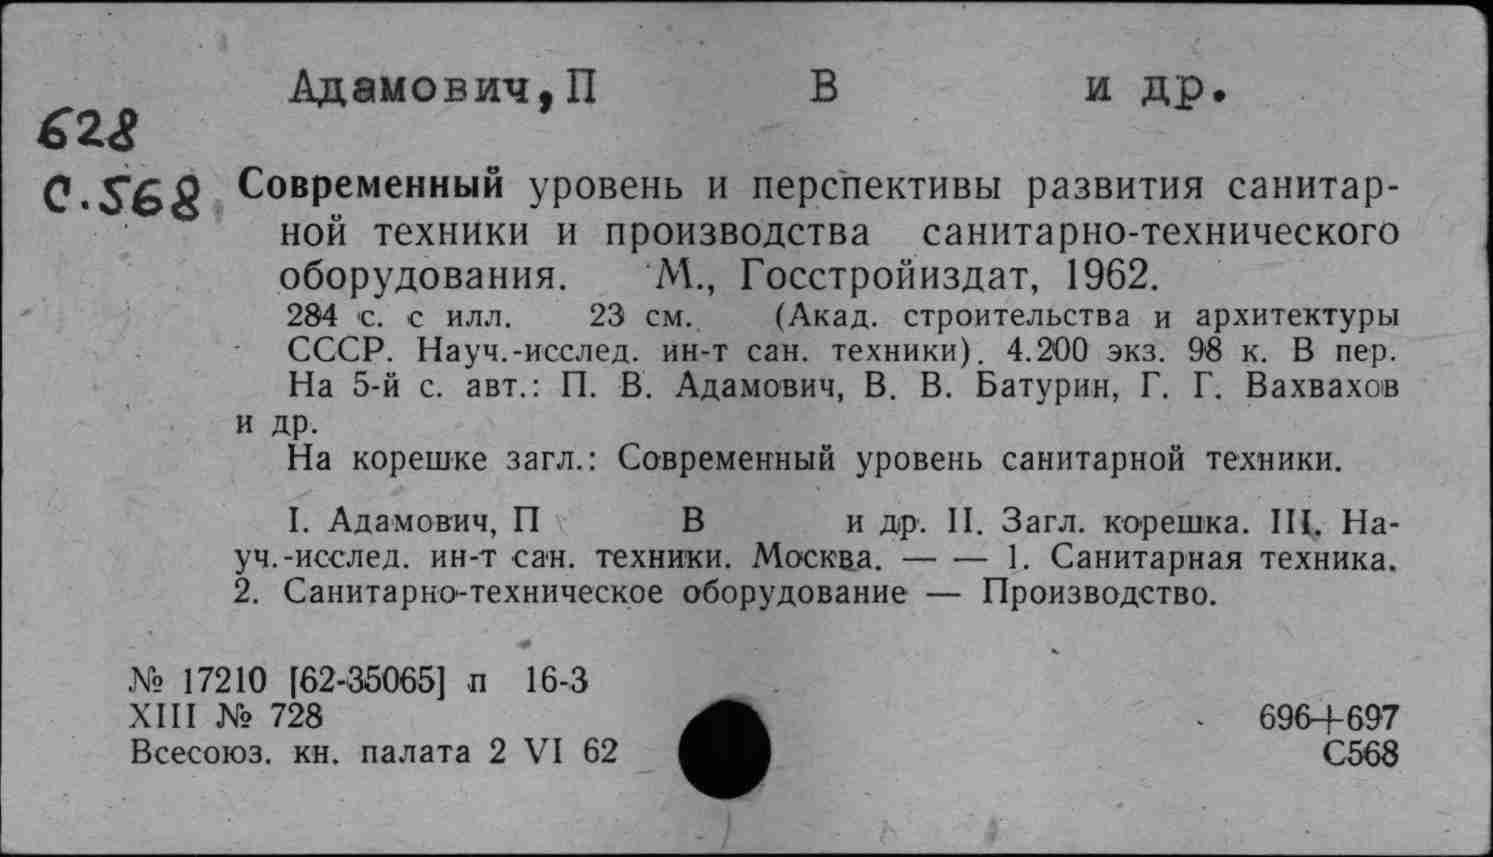 Адамович, П В и др.
628
С.568
Современный уровень и перспективы развития санитар-
ной техники и производства санитарно-технического
оборудования. М., Госстройиздат, 1962.
284 с. с илл. 23 см. (Акад. строительства и архитектуры
СССР. Науч.-исслед. ин-т сан. техники). 4.200 экз. 98 к. В пер.
На 5-й с. авт.: П. В. Адамович, В. В. Батурин, Г. Г. Вахвахов
и др.
На корешке загл.: Современный уровень санитарной техники.
I. Адамович, П В и др. II. Загл. корешка. III. На-
уч.-исслед. ин-т сан. техники. Москва. — — 1. Санитарная техника.
2. Санитарно-техническое оборудование — Производство.
№ 17210 [62-35065] п 16-3
XIII № 728
696+697
Всесоюз. кн. палата 2 VI 62
С568